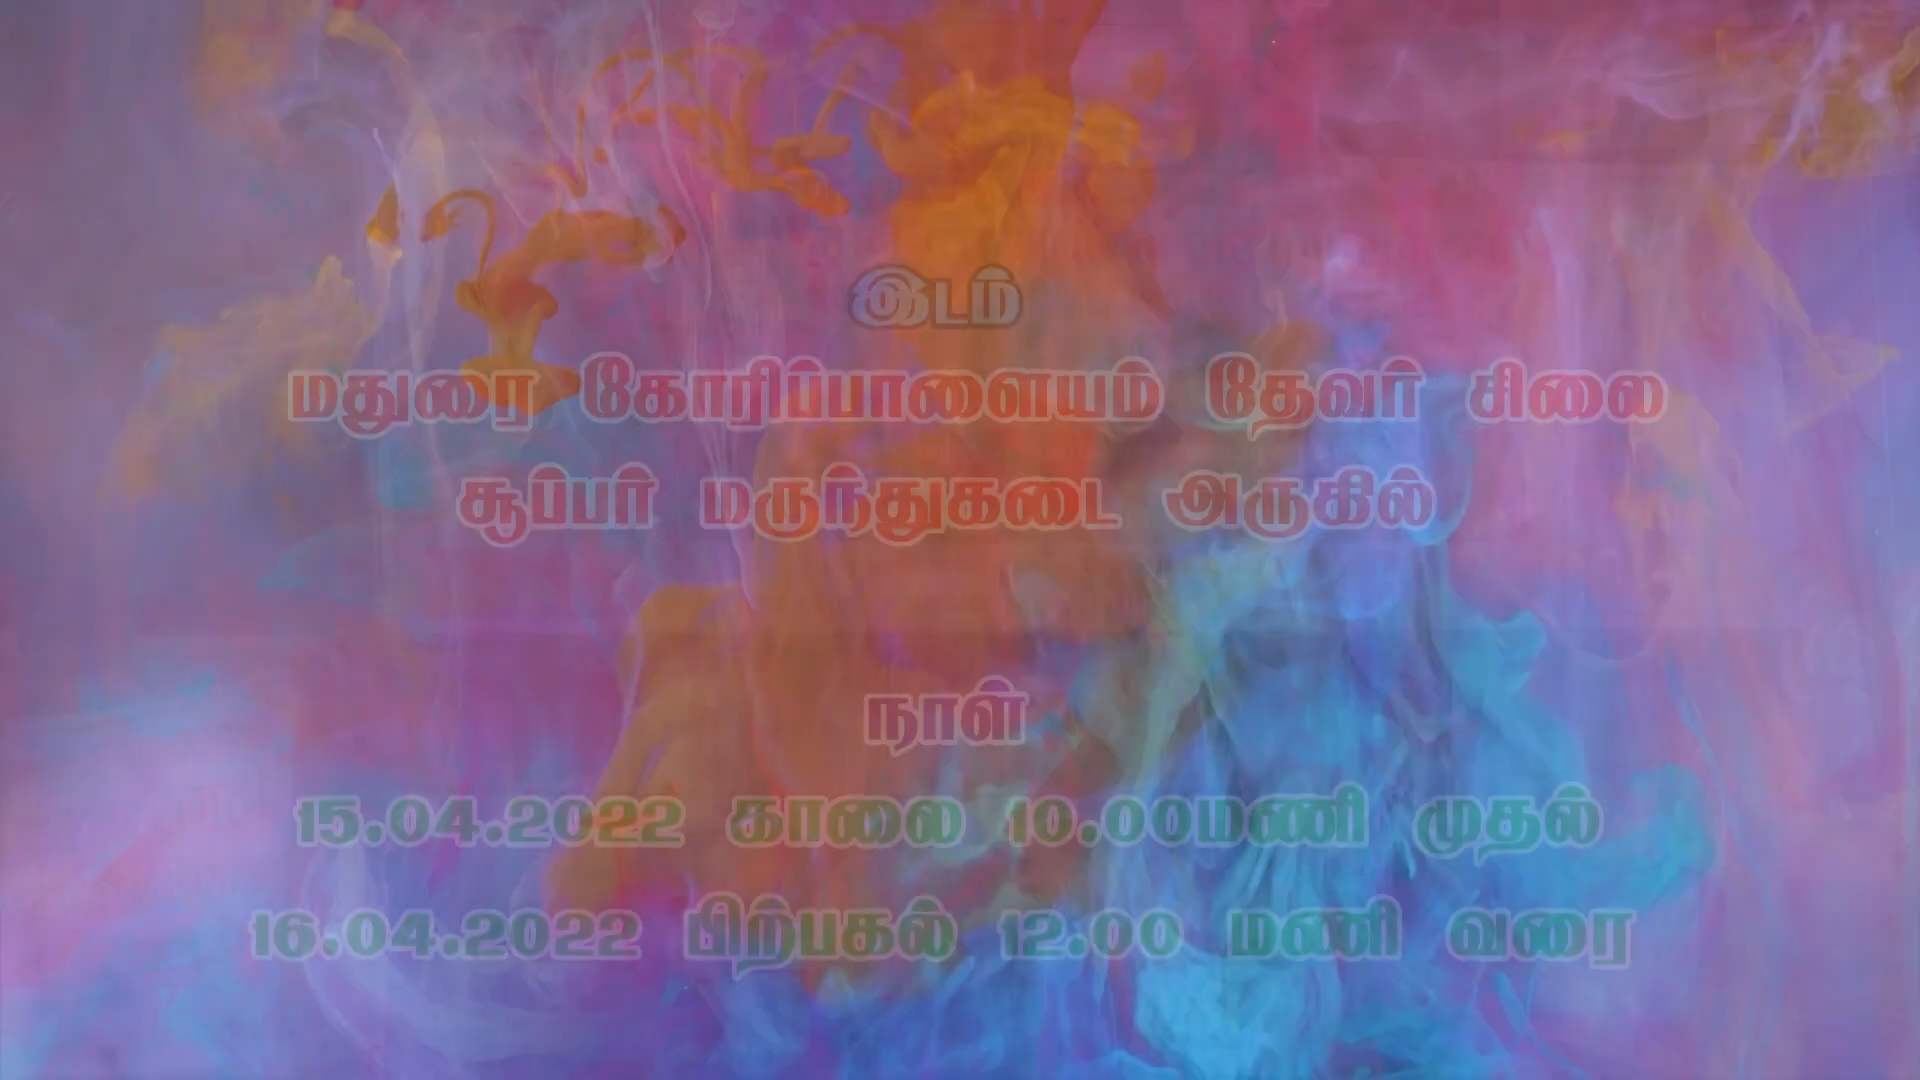 இடம்
மதுரை கோரிப்பாளையம் தேவர் சிலை
சூப்பர் மருந்துகடை அருகில்
நாள்
15.04.2022 காலை 10.00மணி முதல்
16.04.2022 பிற்பகல் 12.00 மணி வரை